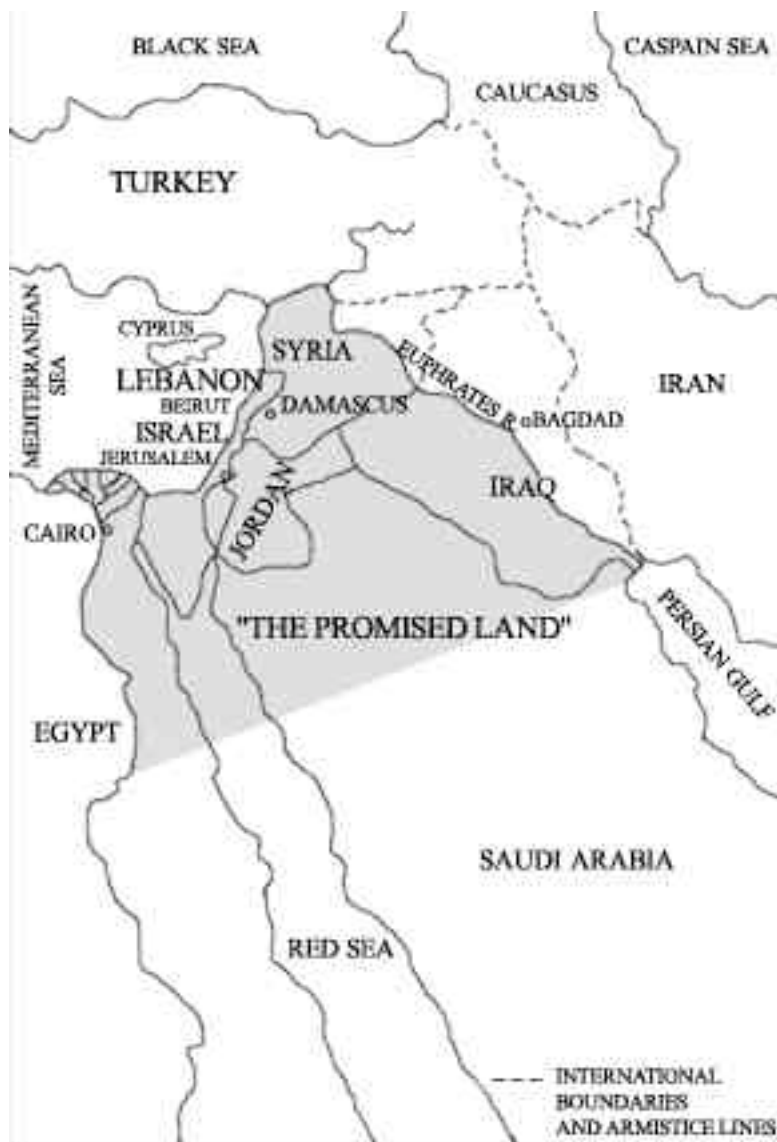 BLACK SEA
CASPAIN SEA
CAUCASUS
TURKEY
MEDITERRANEAN
SEA
CYPRUS
SYRIA
LEBANON
BEIRUT
DAMASCUS
ISRAEL
JERUSALEM
EUPHRATES R
BAGDAD
IRAN
IRAQ
JORDAN
CAIRO
"THE PROMISED LAND"
PERSIAN GULF
EGYPT
SAUDI ARABIA
RED SEA
INTERNATIONAL
BOUNDARIES
AND ARMISTICE LINES